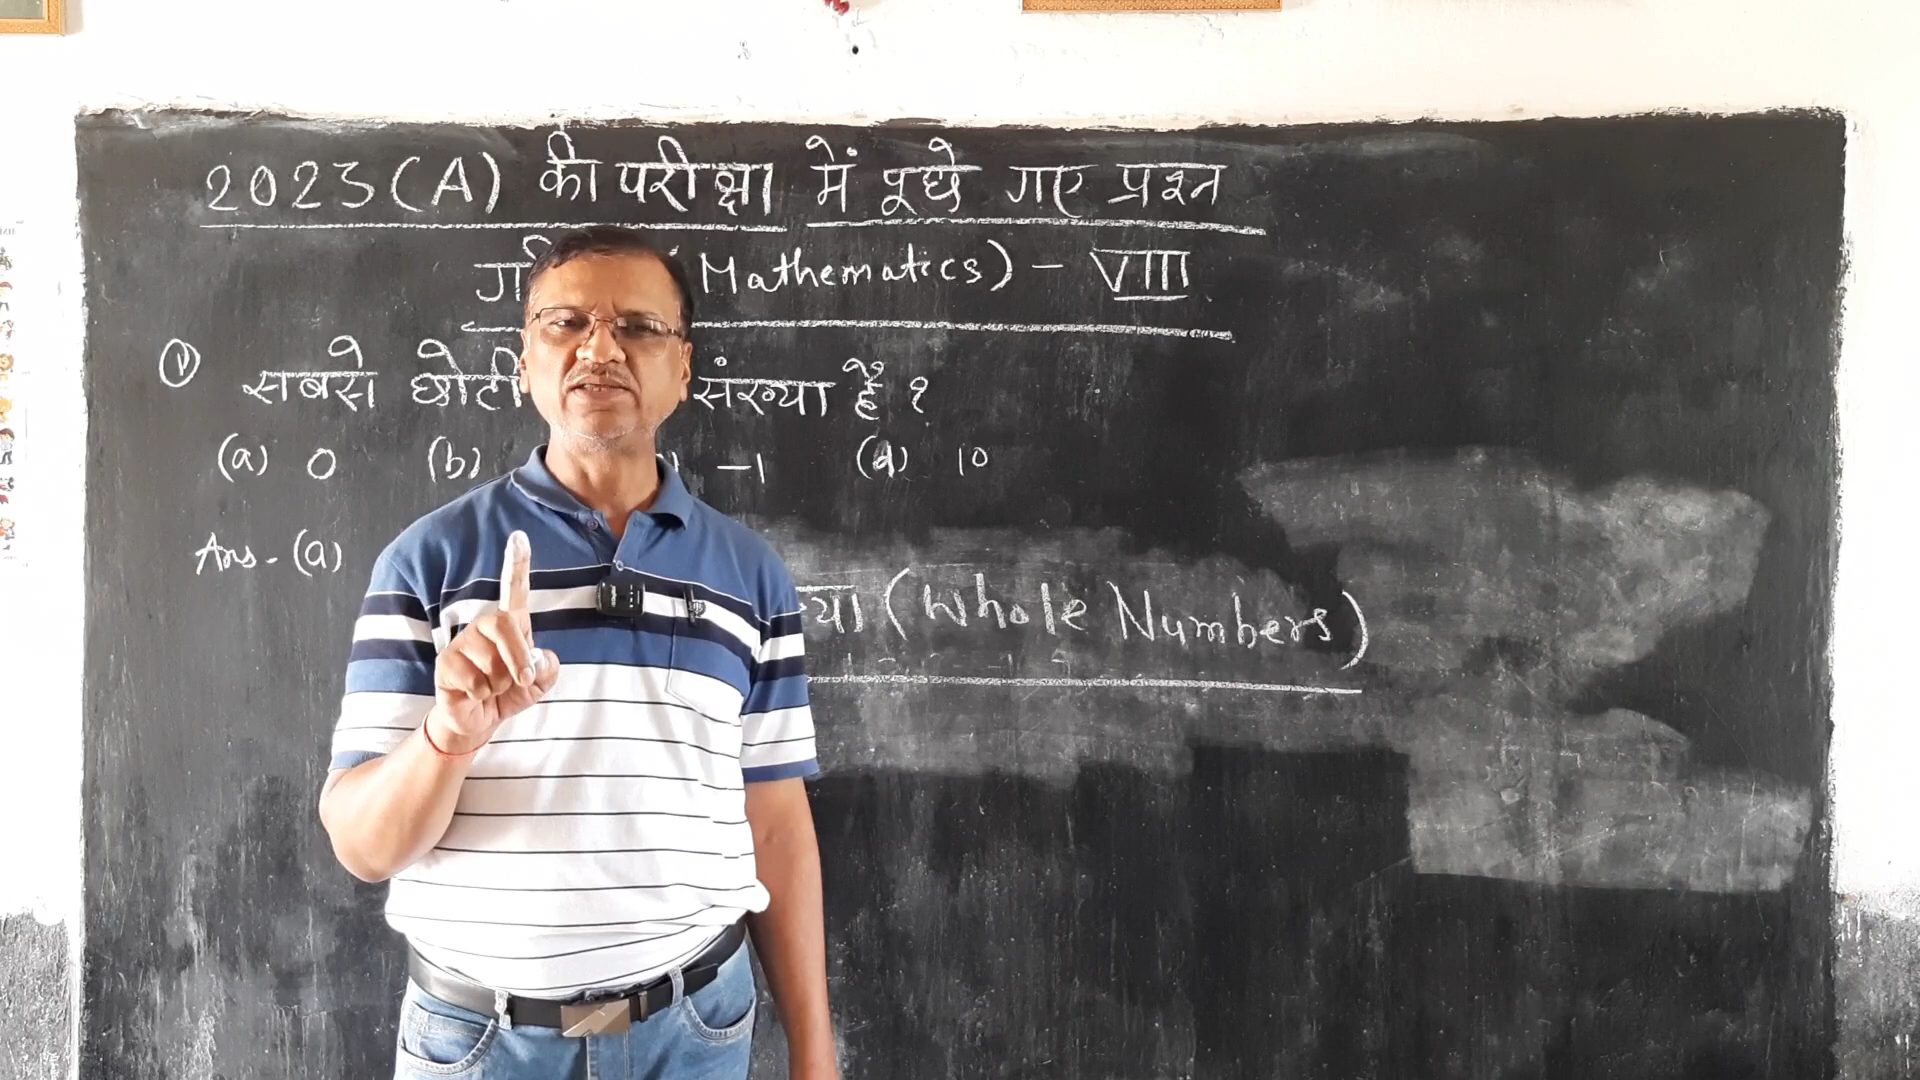 2023(A) की परीक्षा में पूछे गए प्रश्न
(Mathematics) - VIII
① सबसे छोटी संख्या है ?
(a) 0 (b) -1 (d) 10
Ans. - (a)
(Whole Numbers)